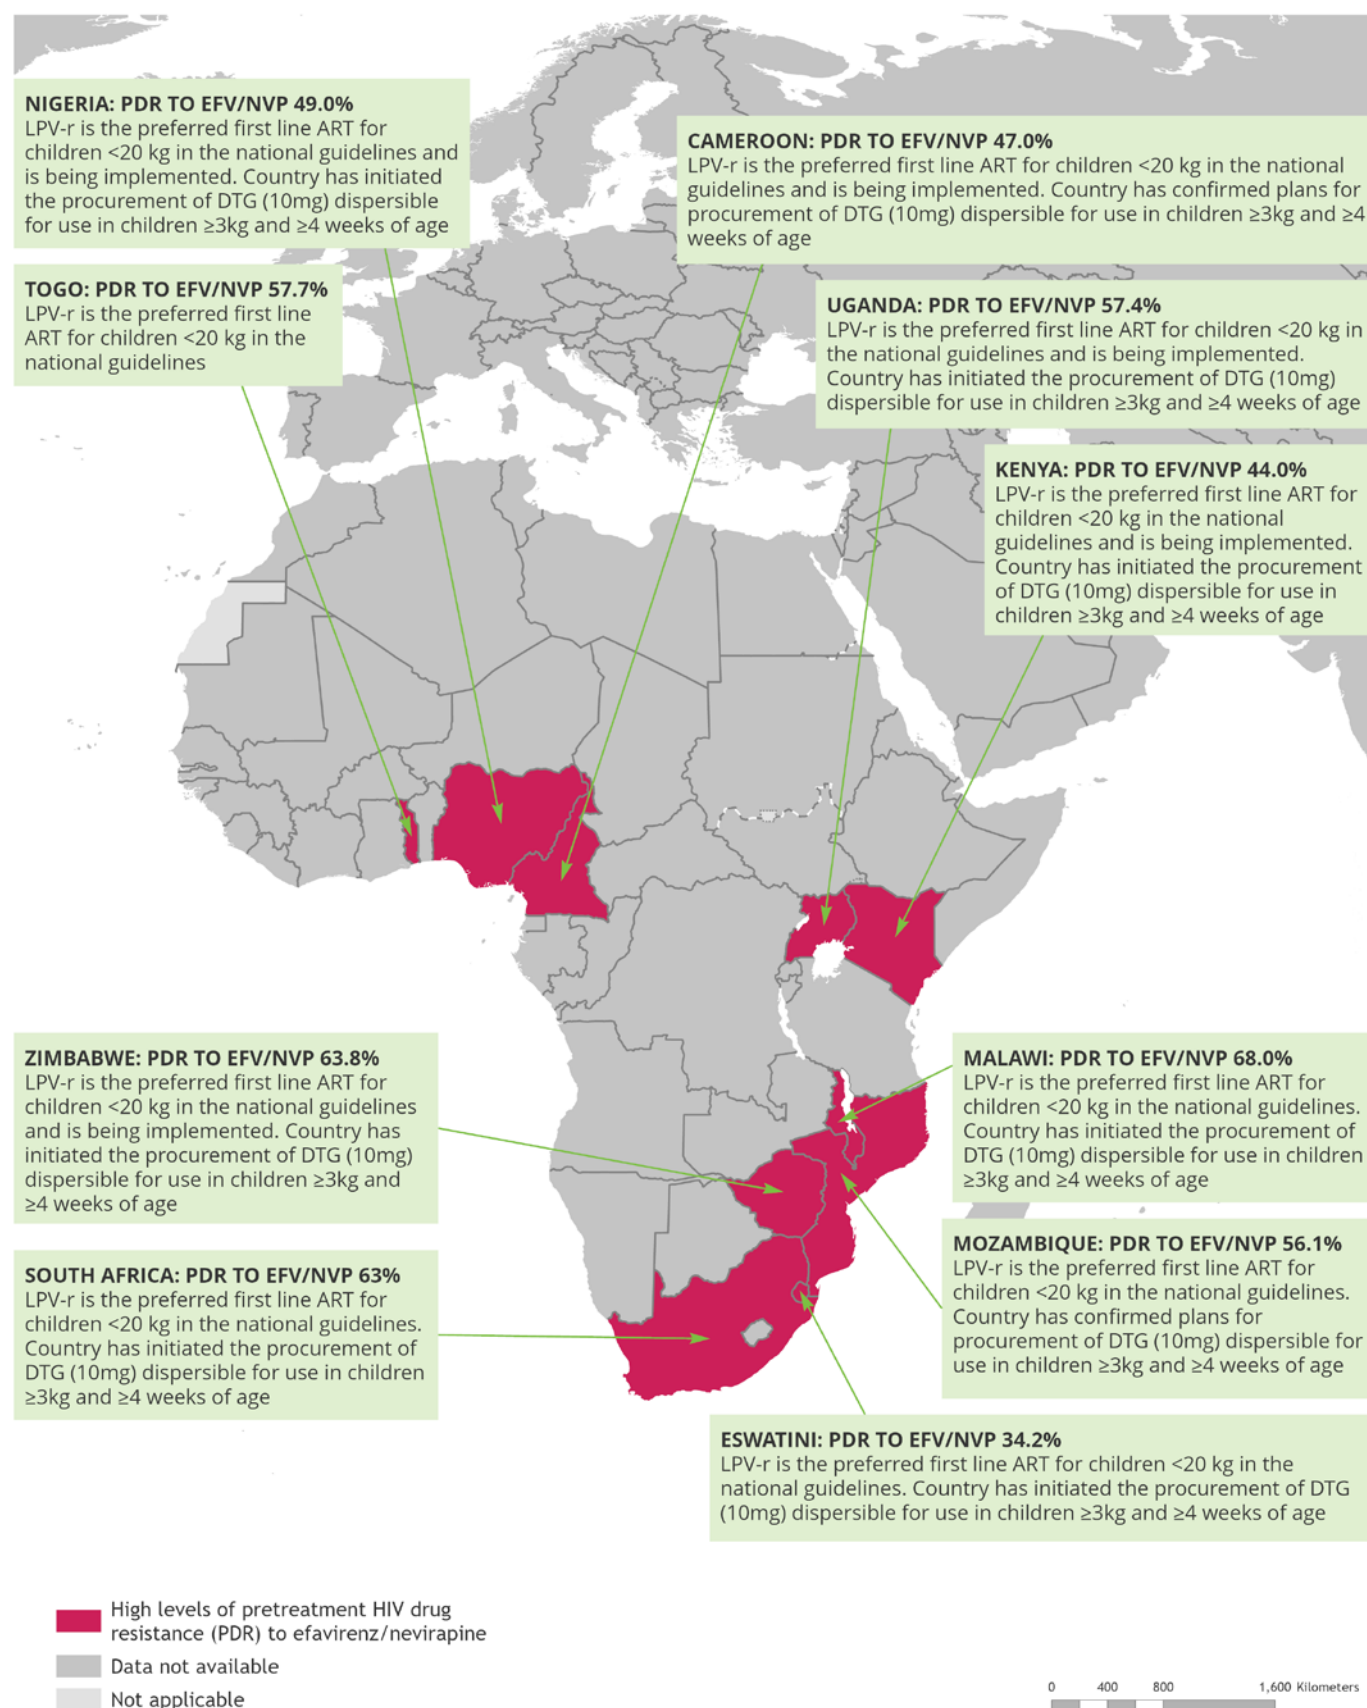 NIGERIA: PDR TO EFV/NVP 49.0%
LPV-r is the preferred first line ART for
children <20 kg in the national guidelines and
is being implemented. Country has initiated
the procurement of DTG (10mg) dispersible
for use in children ≥3kg and ≥4 weeks of age
CAMEROON: PDR TO EFV/NVP 47.0%
LPV-r is the preferred first line ART for children <20 kg in the national
guidelines and is being implemented. Country has confirmed plans for
procurement of DTG (10mg) dispersible for use in children ≥3kg and ≥4
weeks of age
TOGO: PDR TO EFV/NVP 57.7%
LPV-r is the preferred first line
ART for children <20 kg in the
national guidelines
UGANDA: PDR TO EFV/NVP 57.4%
LPV-r is the preferred first line ART for children <20 kg in
the national guidelines and is being implemented.
Country has initiated the procurement of DTG (10mg)
dispersible for use in children ≥3kg and ≥4 weeks of age
KENYA: PDR TO EFV/NVP 44.0%
LPV-r is the preferred first line ART for
children <20 kg in the national
guidelines and is being implemented.
Country has initiated the procurement
of DTG (10mg) dispersible for use in
children ≥3kg and ≥4 weeks of age
ZIMBABWE: PDR TO EFV/NVP 63.8%
LPV-r is the preferred first line ART for
children <20 kg in the national guidelines
and is being implemented. Country has
initiated the procurement of DTG (10mg)
dispersible for use in children ≥3kg and
≥4 weeks of age
MALAWI: PDR TO EFV/NVP 68.0%
LPV-r is the preferred first line ART for
children <20 kg in the national guidelines.
Country has initiated the procurement of
DTG (10mg) dispersible for use in children
≥3kg and ≥4 weeks of age
SOUTH AFRICA: PDR TO EFV/NVP 63%
LPV-r is the preferred first line ART for
children <20 kg in the national guidelines.
Country has initiated the procurement of
DTG (10mg) dispersible for use in children
≥3kg and ≥4 weeks of age
MOZAMBIQUE: PDR TO EFV/NVP 56.1%
LPV-r is the preferred first line ART for
children <20 kg in the national guidelines.
Country has confirmed plans for
procurement of DTG (10mg) dispersible for
use in children ≥3kg and ≥4 weeks of age
ESWATINI: PDR TO EFV/NVP 34.2%
LPV-r is the preferred first line ART for children <20 kg in the
national guidelines. Country has initiated the procurement of DTG
(10mg) dispersible for use in children ≥3kg and ≥4 weeks of age
High levels of pretreatment HIV drug
resistance (PDR) to efavirenz/nevirapine
Data not available
Not applicable
0 400 800 1,600 Kilometers